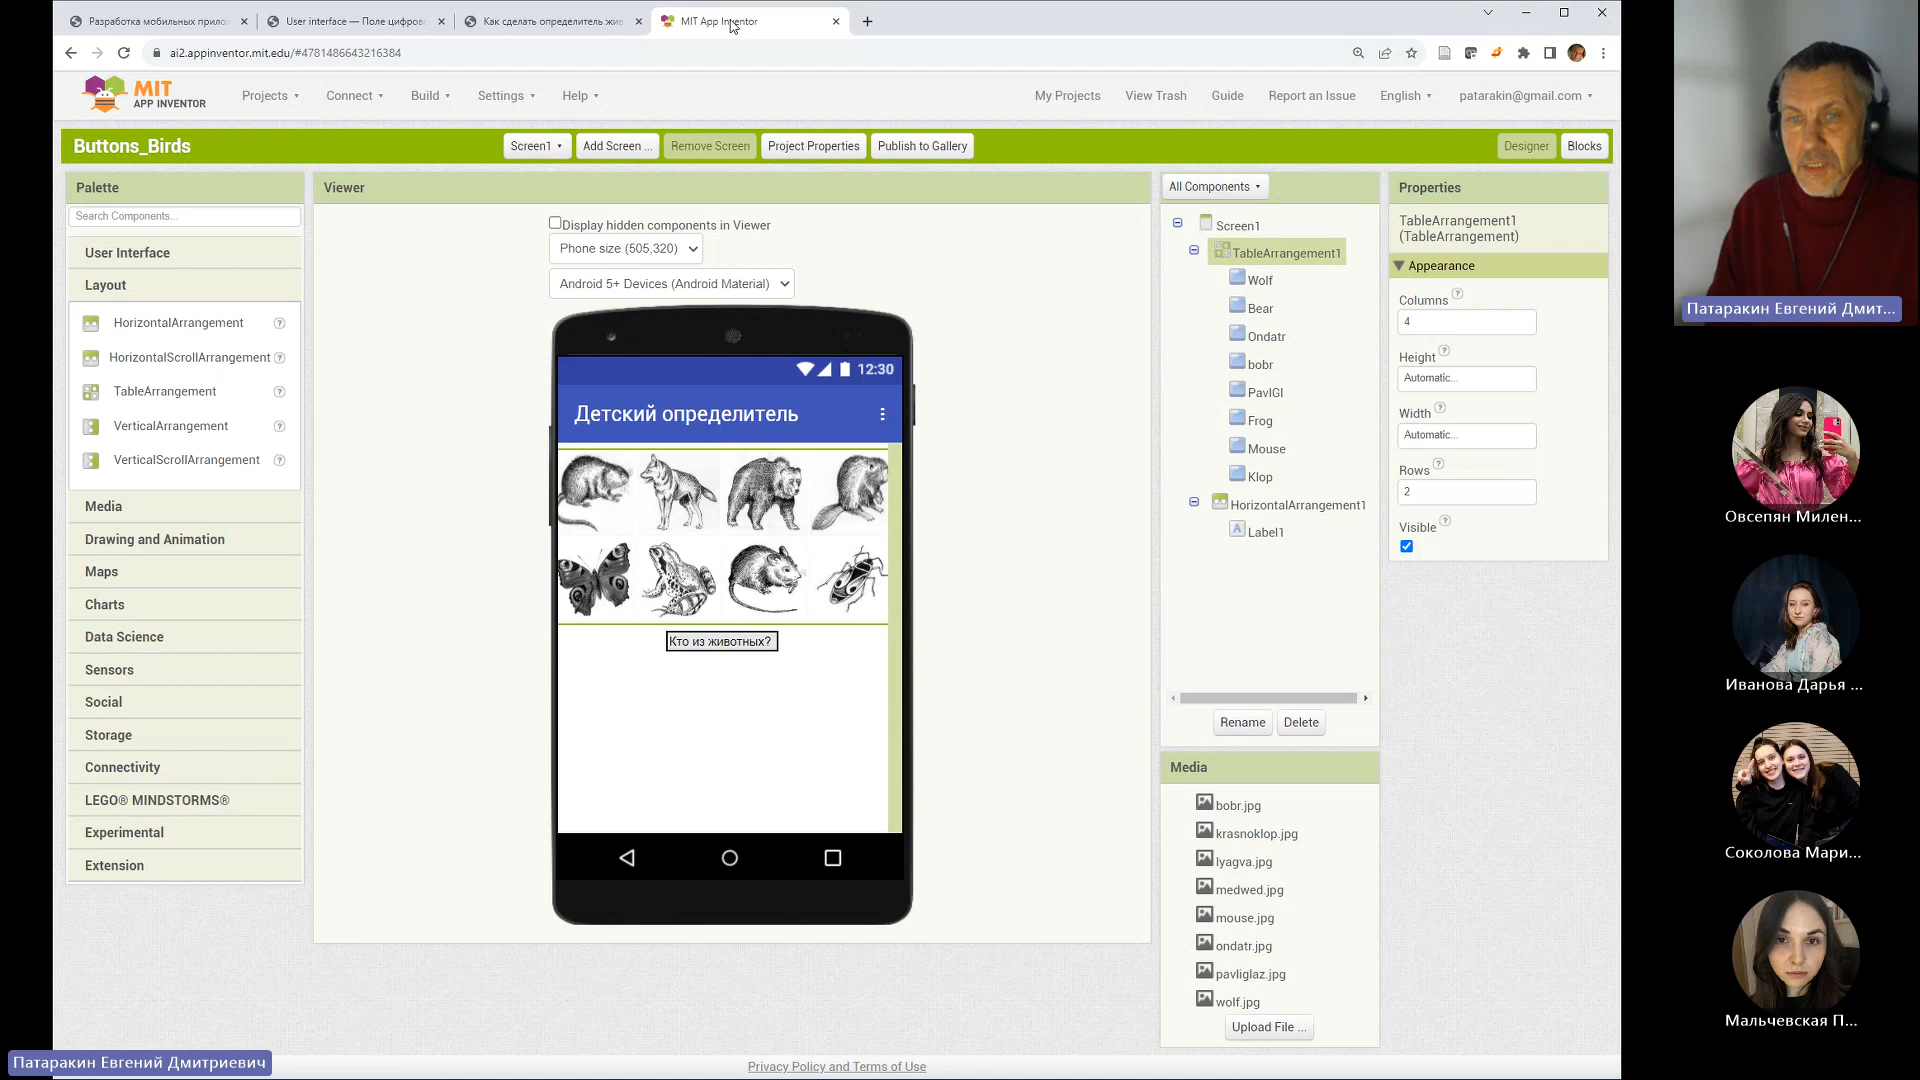 Разработка мобильных прило
User interface — Поле цифров
Как сделать определитель жи
MIT App Inventor
ai2.appinventor.mit.edu/#4781486643216384
MIT
APP INVENTOR
Projects
Connect
Build
Settings
Help
My Projects
View Trash
Guide
Report an Issue
English
patarakin@gmail.com
Buttons_Birds
Screen1
Add Screen ...
Remove Screen
Project Properties
Publish to Gallery
Designer
Blocks
Palette
Search Components...
User Interface
Layout
HorizontalArrangement
HorizontalScrollArrangement
TableArrangement
VerticalArrangement
VerticalScrollArrangement
Media
Drawing and Animation
Maps
Charts
Data Science
Sensors
Social
Storage
Connectivity
LEGO® MINDSTORMS®
Experimental
Extension
Viewer
Display hidden components in Viewer
Phone size (505,320)
Android 5+ Devices (Android Material)
12:30
Детский определитель
Кто из животных?
All Components
Screen1
TableArrangement1
Wolf
Bear
Ondatr
bobr
PavlGl
Frog
Mouse
Klop
HorizontalArrangement1
A Label1
Rename
Delete
Media
bobr.jpg
krasnoklop.jpg
lyagva.jpg
medwed.jpg
mouse.jpg
ondatr.jpg
pavliglaz.jpg
wolf.jpg
Upload File ...
Properties
TableArrangement1
(TableArrangement)
Appearance
Columns
4
Height
Automatic...
Width
Automatic...
Rows
2
Visible
Privacy Policy and Terms of Use
Патаракин Евгений Дмит...
Овсепян Милен...
Иванова Дарья ...
Соколова Мари...
Мальчевская П...
Патаракин Евгений Дмитриевич